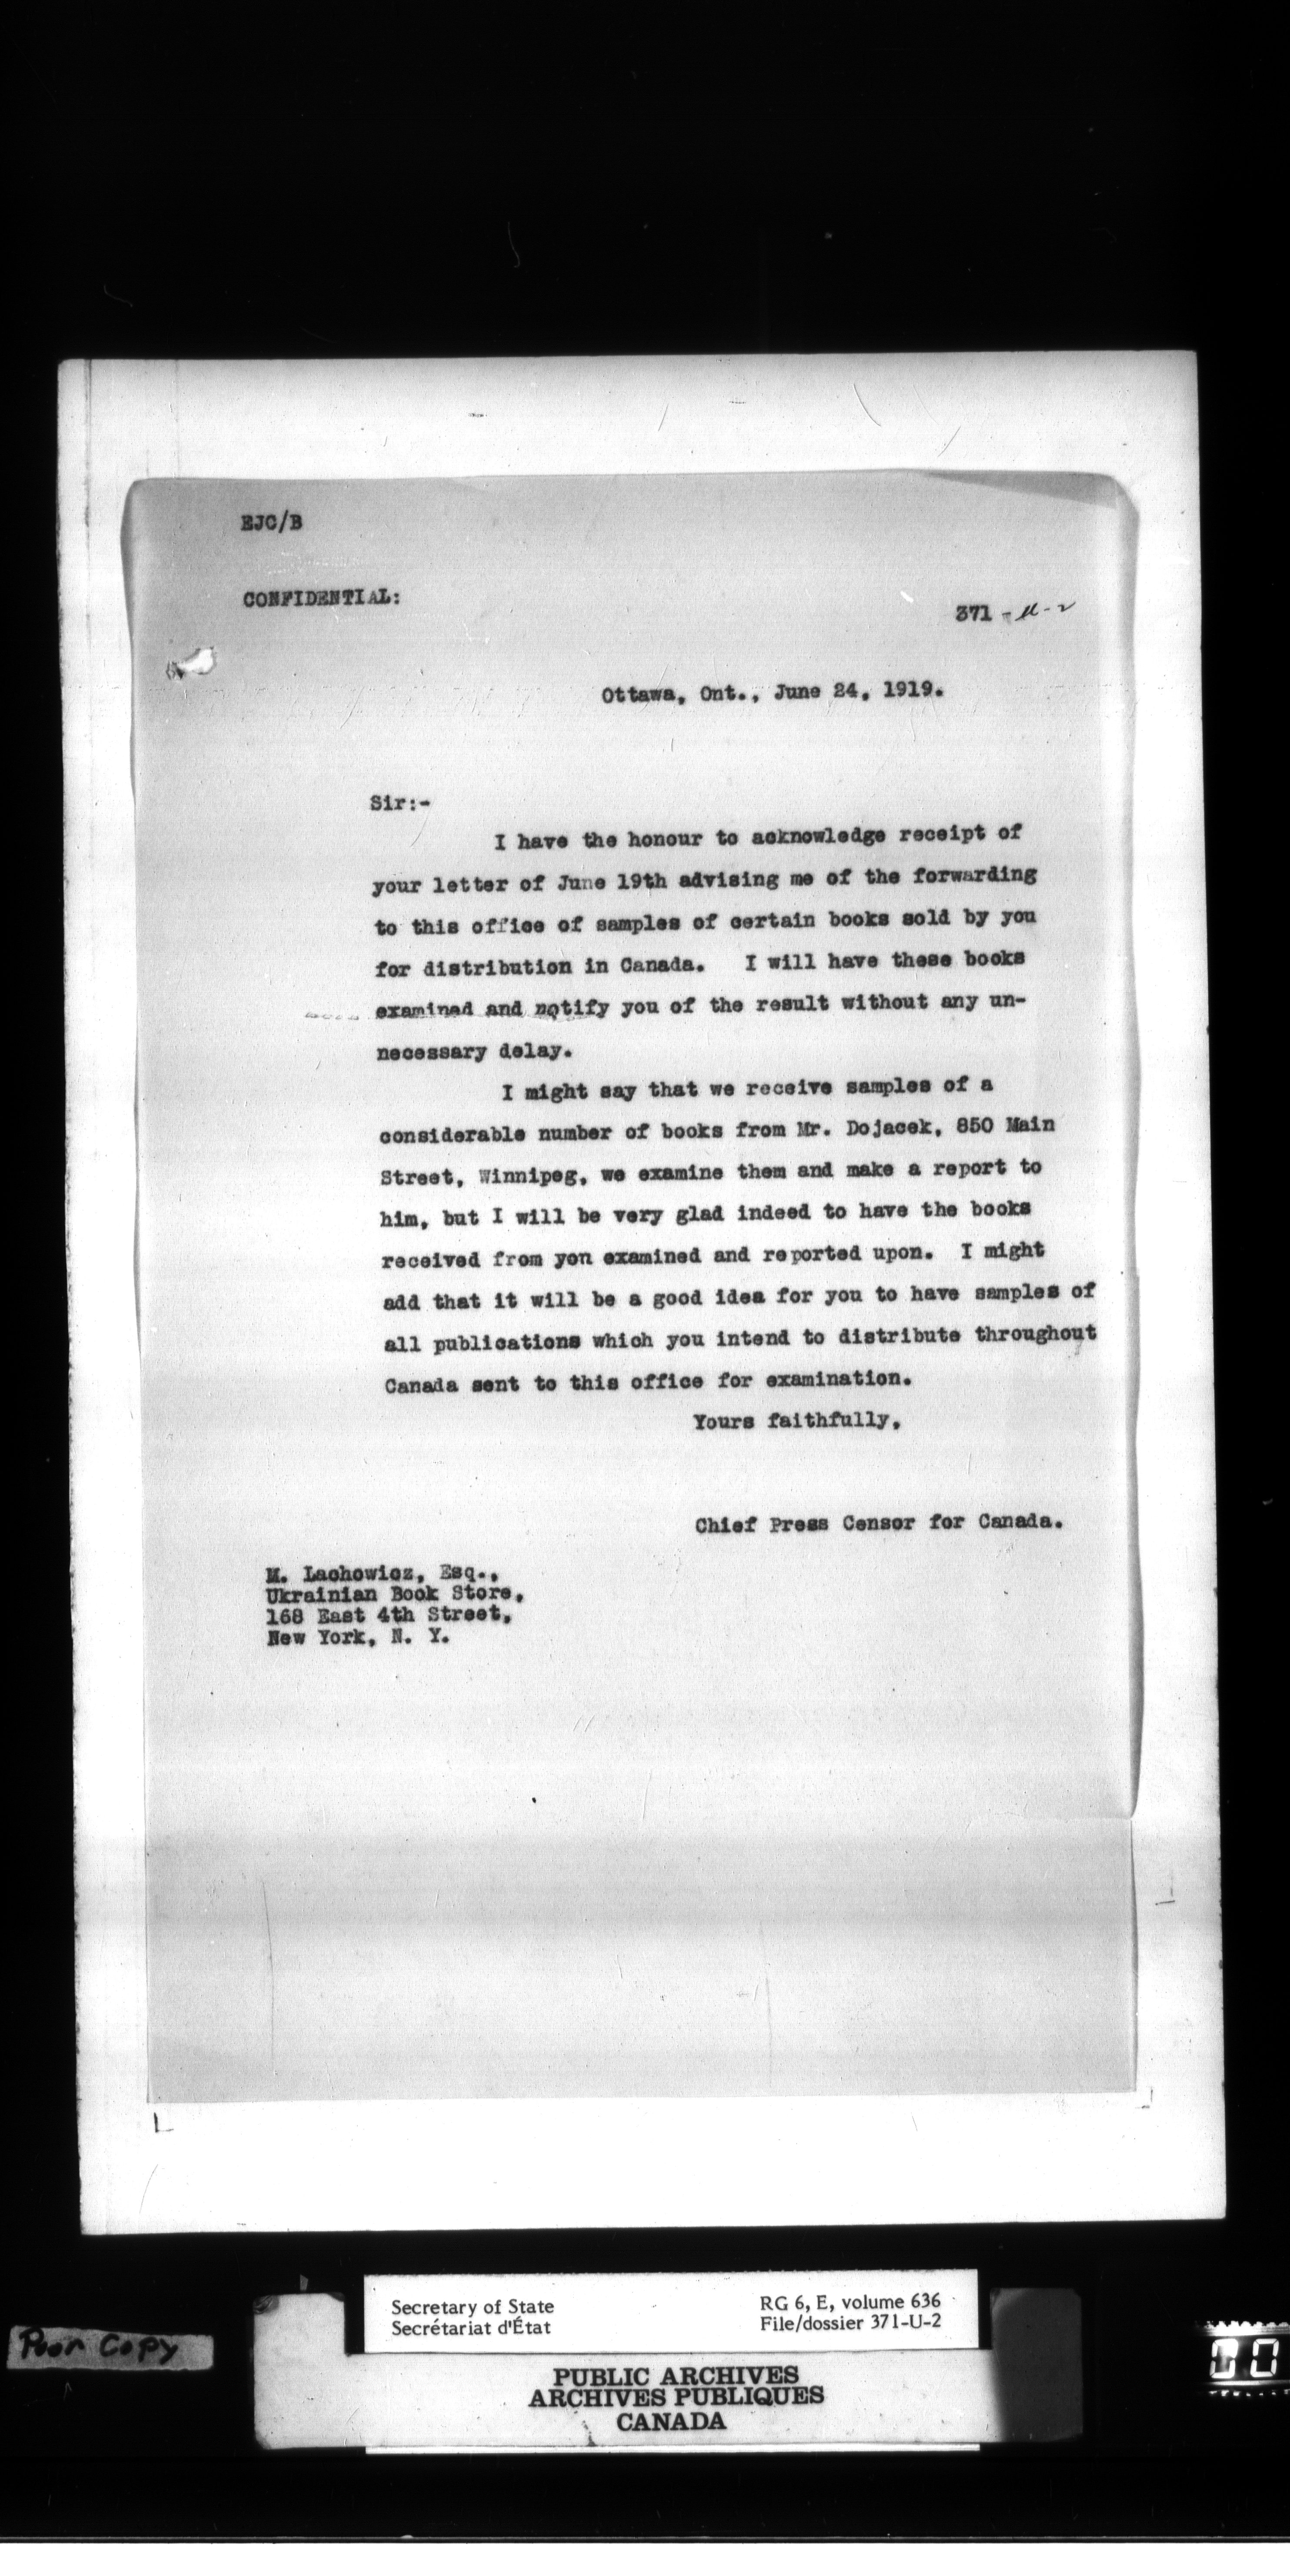 EJC/B
CONFIDENTIAL:
371 - U-2
Ottawa, Ont., June 24, 1919.
Sir:-
I have the honour to acknowledge receipt of
your letter of June 19th advising me of the forwarding
to this office of samples of certain books sold by you
for distribution in Canada. I will have these books
examined and notify you of the result without any un-
necessary delay.
I might say that we receive samples of a
considerable number of books from Mr. Dojacek, 850 Main
Street, Winnipeg, we examine them and make a report to
him, but I will be very glad indeed to have the books
received from yon examined and reported upon. I might
add that it will be a good idea for you to have samples of
all publications which you intend to distribute throughout
Canada sent to this office for examination.
Yours faithfully,
Chief Press Censor for Canada.
M. Lachowicz, Esq.,
Ukrainian Book Store,
168 East 4th Street,
New York, N. Y.
Secretary of State
Secrétariat d'État
RG 6, E, volume 636
File/dossier 371-U-2
Poor Copy
PUBLIC ARCHIVES
ARCHIVES PUBLIQUES
CANADA
00